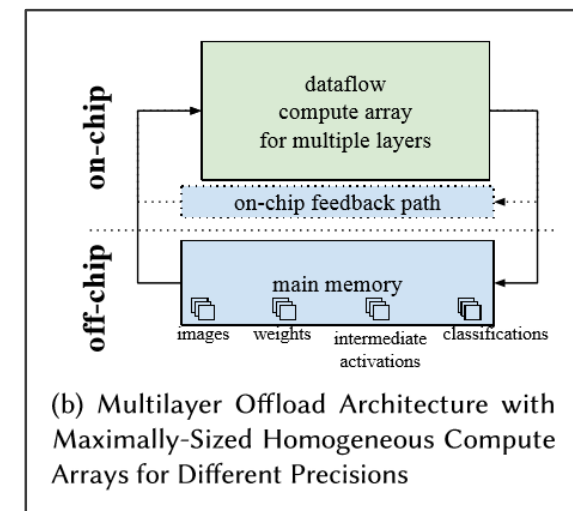 on-chip
dataflow
compute array
for multiple layers
on-chip feedback path
off-chip
main memory
images
weights
intermediate
activations
classifications
(b) Multilayer Offload Architecture with
Maximally-Sized Homogeneous Compute
Arrays for Different Precisions